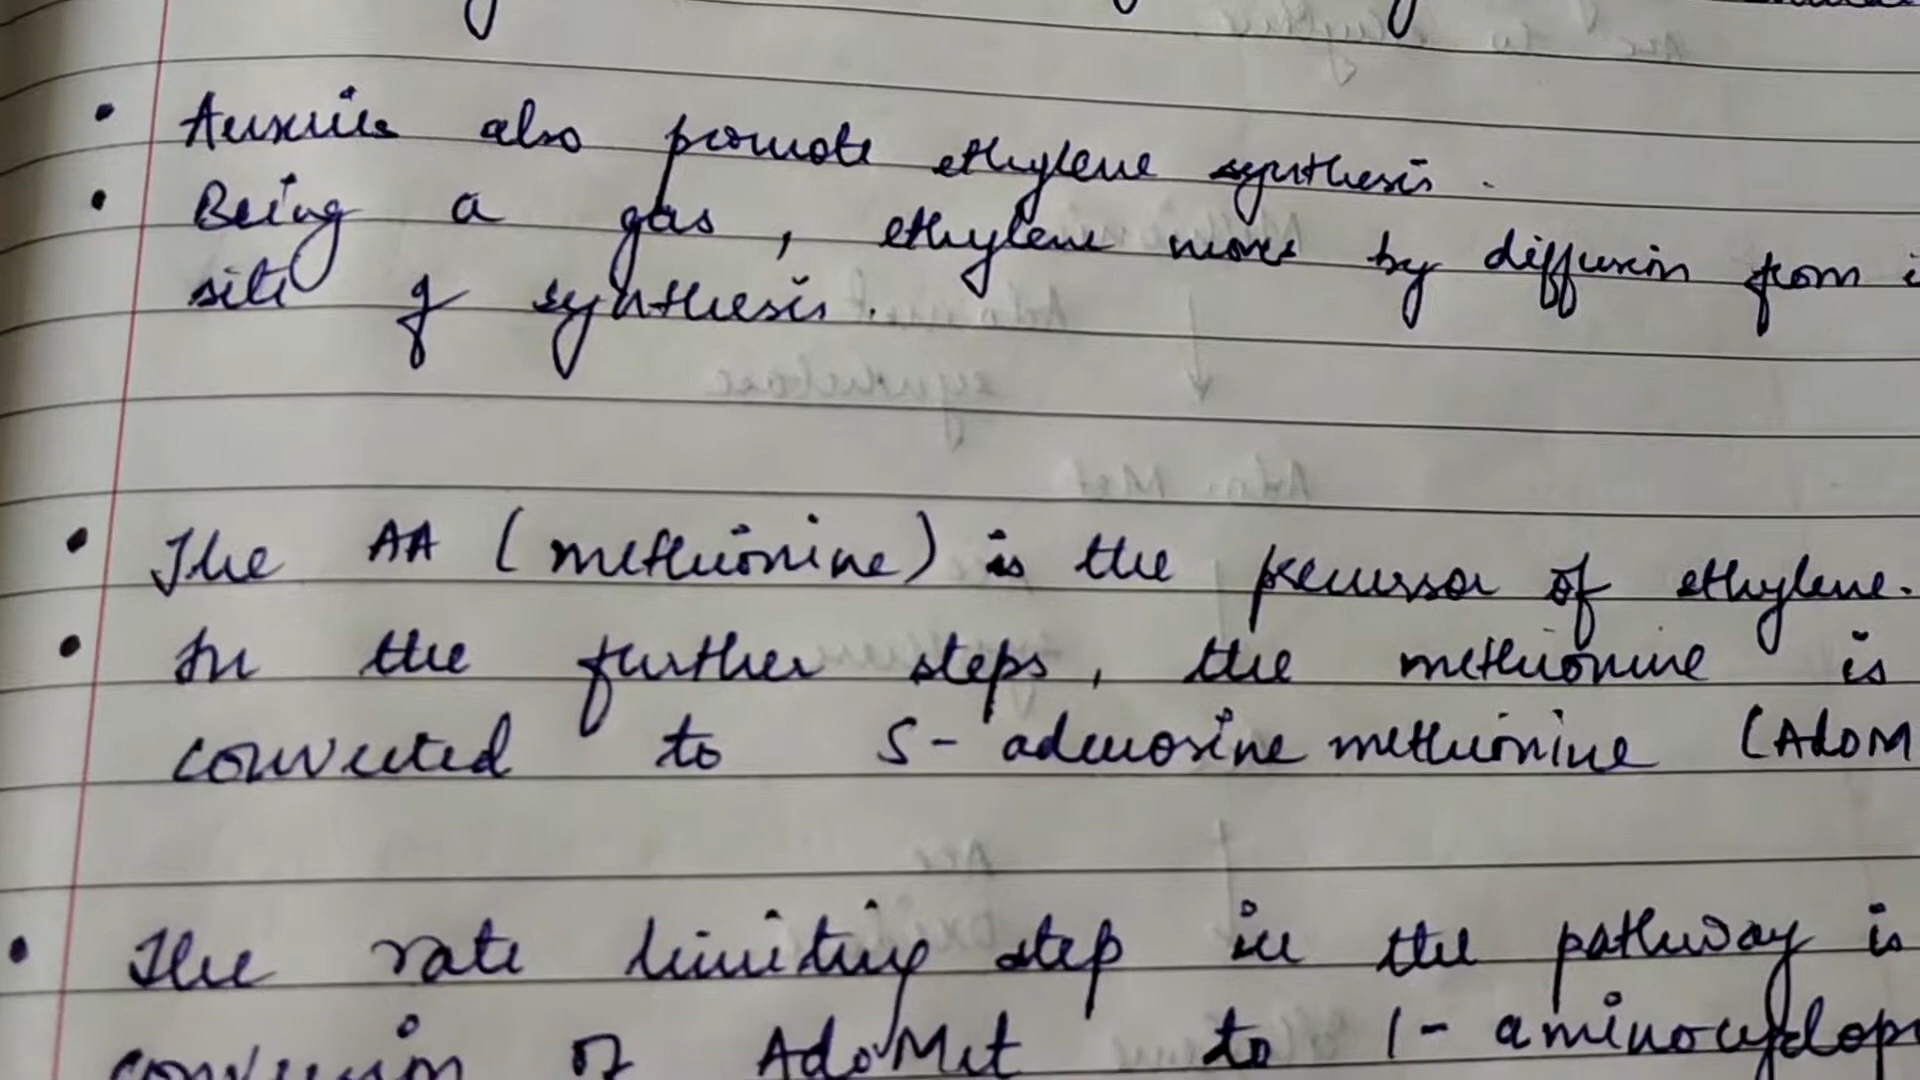 • Auxins also promote ethylene synthesis.
• Being a gas, ethylene moves by diffusion from
site of synthesis.
• The AA (methionine) is the precursor of ethylene.
• In the further steps, the methionine is
converted to S-adenosine methionine (AdoM
• The rate limiting step in the pathway is
conversion of AdoMet to 1-aminocyclop